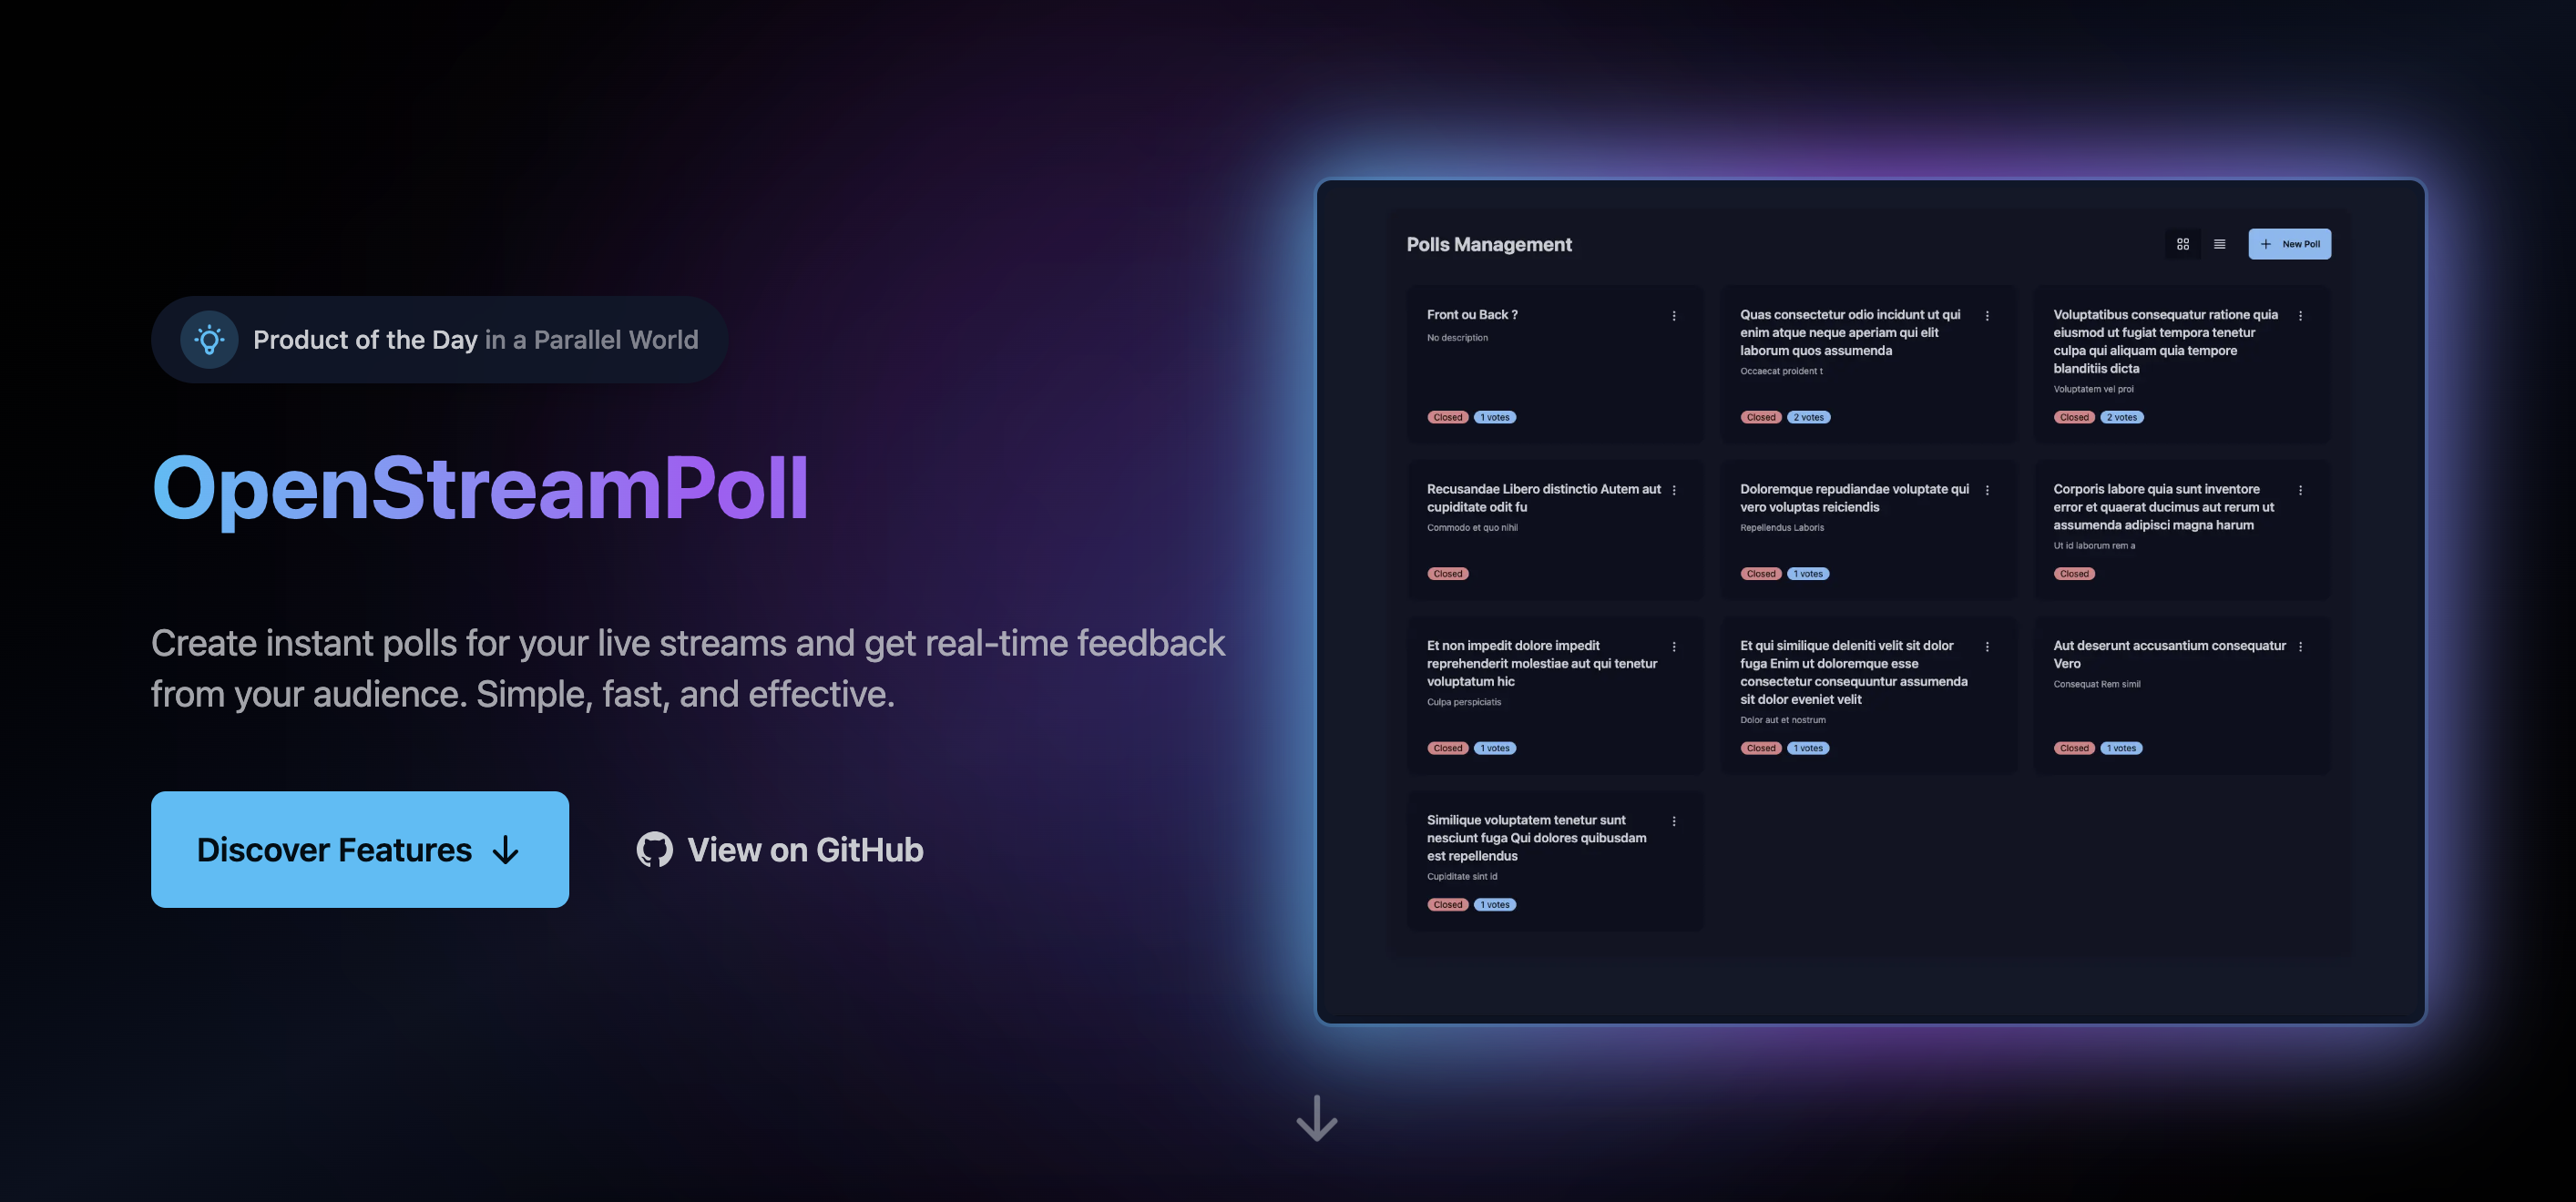 Product of the Day in a Parallel World
OpenStreamPoll
Create instant polls for your live streams and get real-time feedback
from your audience. Simple, fast, and effective.
Discover Features
View on GitHub
Polls Management
New Poll
Front ou Back ?
No description
Closed 1 votes
Quas consectetur odio incidunt ut qui
enim atque neque aperiam qui elit
laborum quos assumenda
Occaecat proident t
Closed 2 votes
Voluptatibus consequatur ratione quia
eiusmod ut fugiat tempora tenetur
culpa qui aliquam quia tempore
blanditiis dicta
Voluptatem vel proi
Closed 2 votes
Recusandae Libero distinctio Autem aut
cupiditate odit fu
Commodo et quo nihil
Closed
Doloremque repudiandae voluptate qui
vero voluptas reiciendis
Repellendus Laboris
Closed 1 votes
Corporis labore quia sunt inventore
error et quaerat ducimus aut rerum ut
assumenda adipisci magna harum
Ut id laborum rem a
Closed
Et non impedit dolore impedit
reprehenderit molestiae aut qui tenetur
voluptatum hic
Culpa perspiciatis
Closed 1 votes
Et qui similique deleniti velit sit dolor
fuga Enim ut doloremque esse
consectetur consequuntur assumenda
sit dolor eveniet velit
Dolor aut et nostrum
Closed 1 votes
Aut deserunt accusantium consequatur
Vero
Consequat Rem simil
Closed 1 votes
Similique voluptatem tenetur sunt
nesciunt fuga Qui dolores quibusdam
est repellendus
Cupiditate sint id
Closed 1 votes